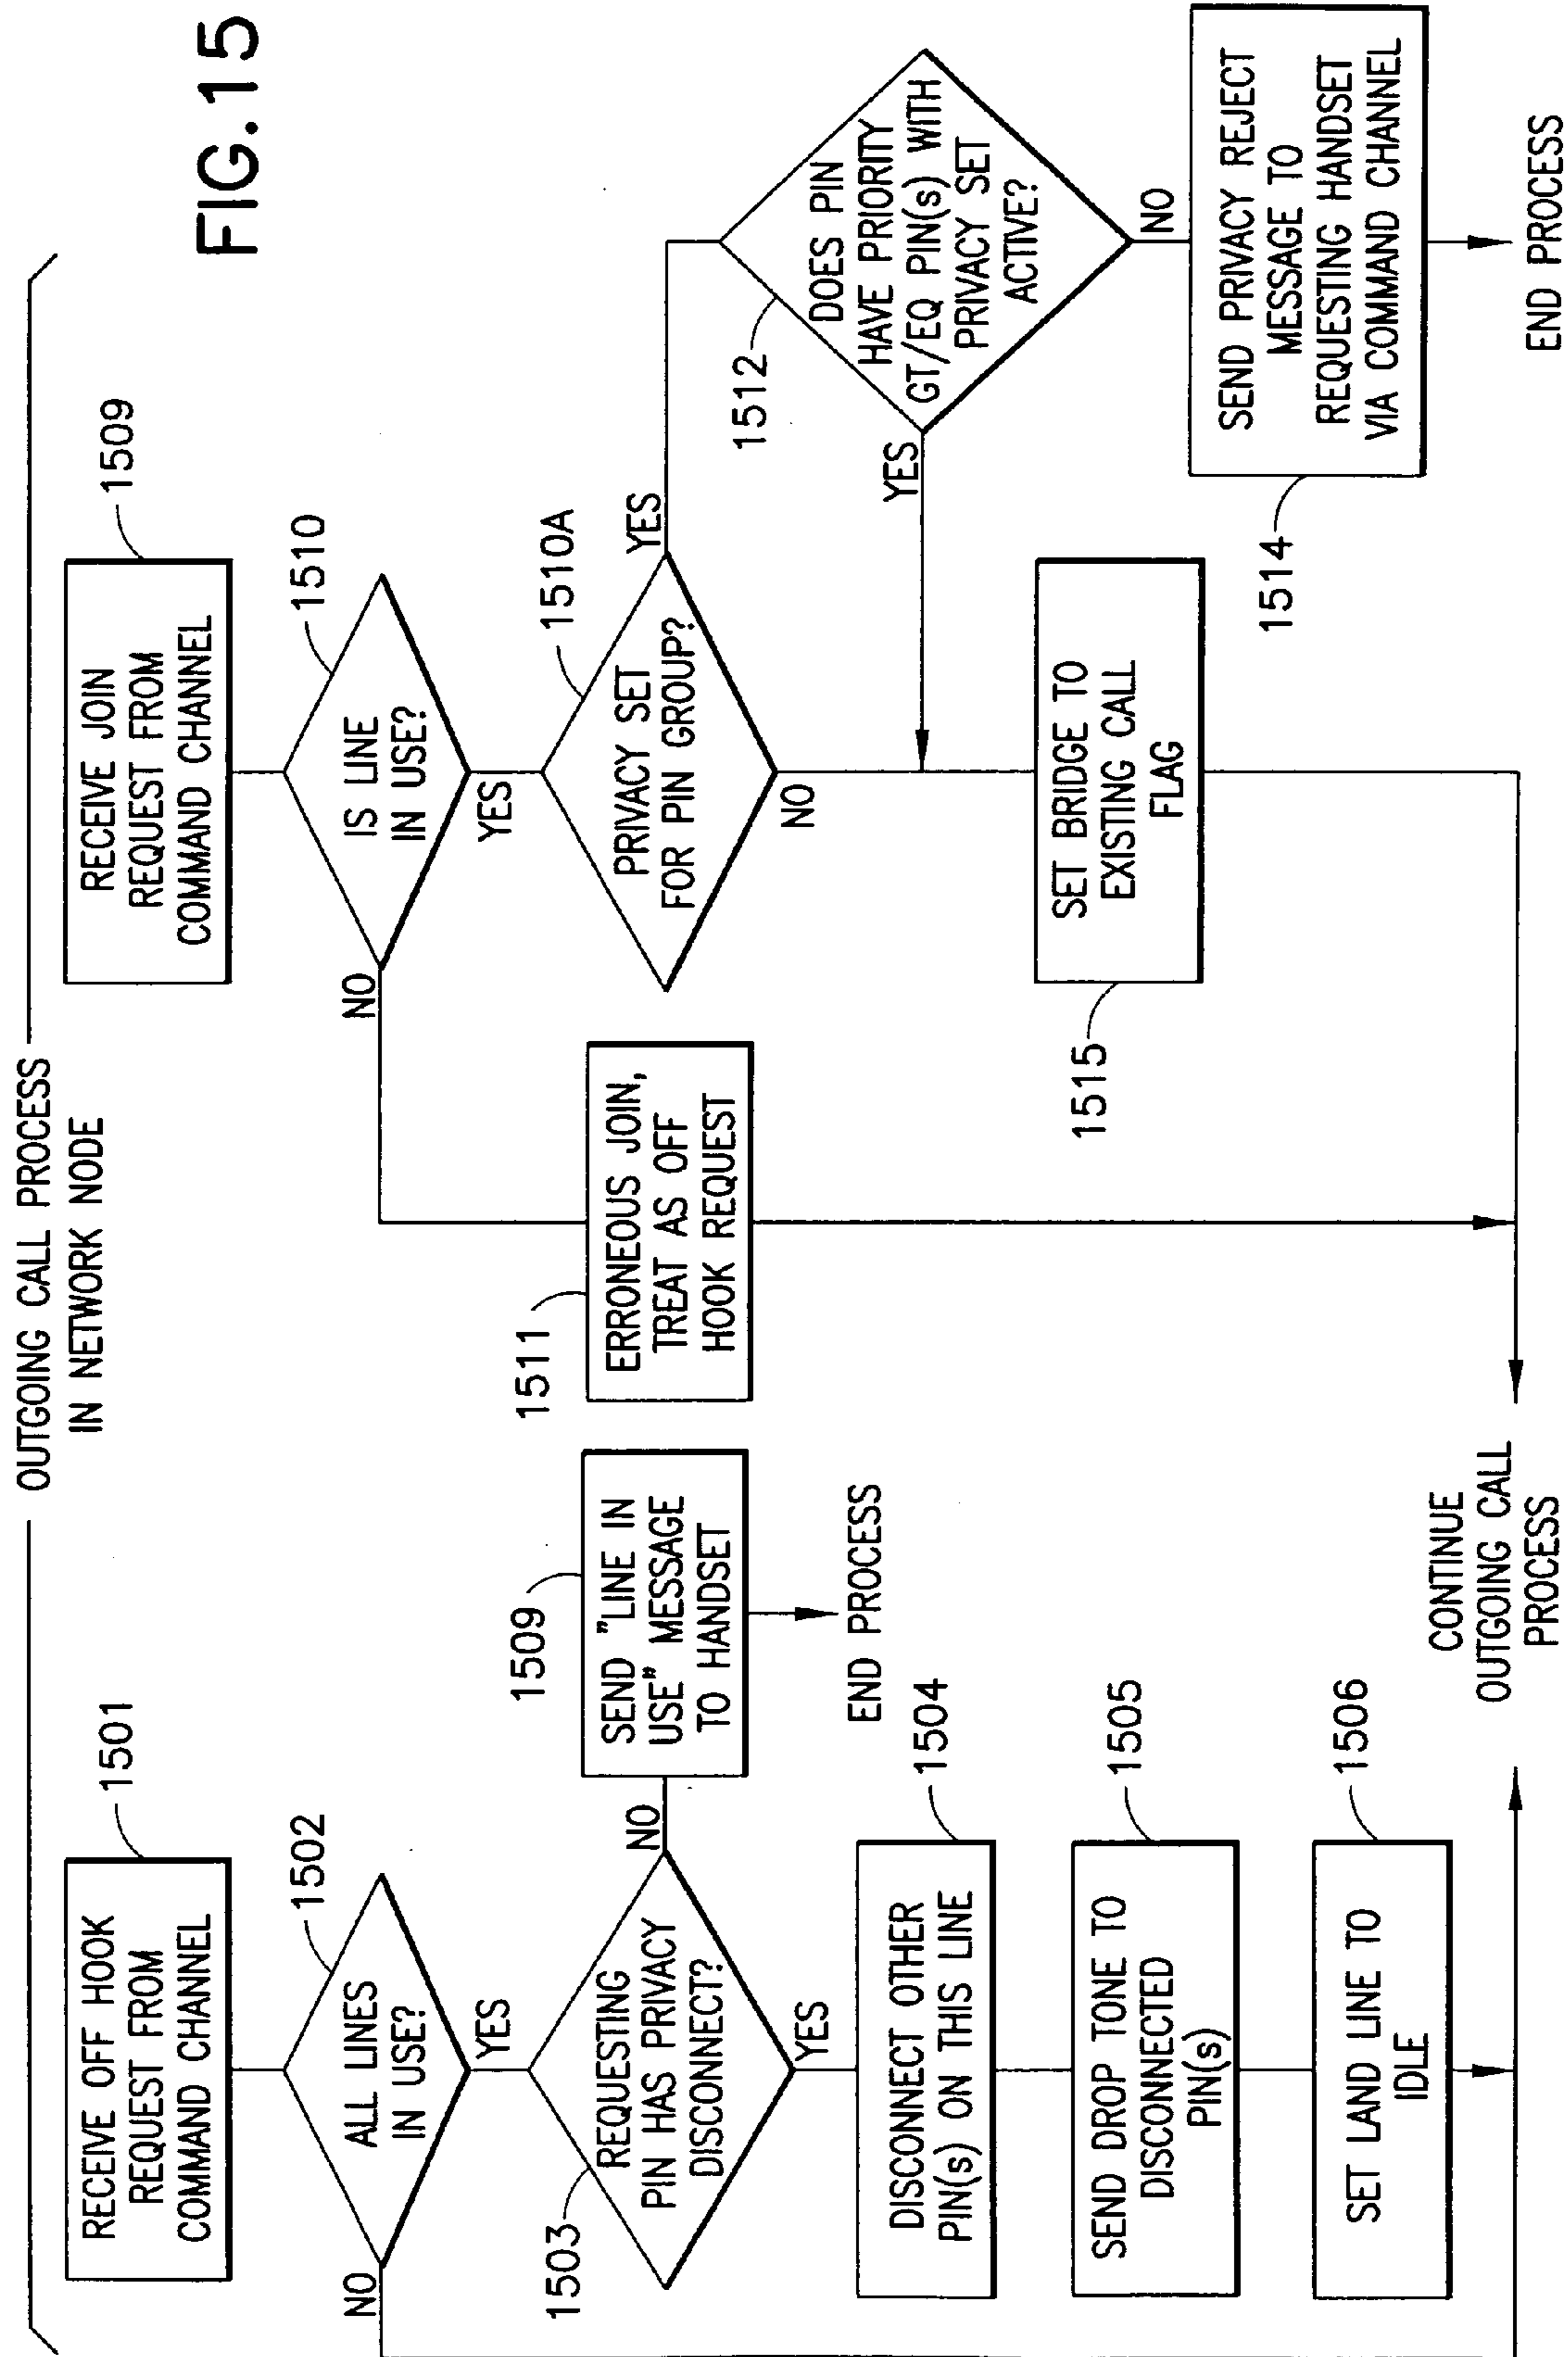 FIG. 15
OUTGOING CALL PROCESS
IN NETWORK NODE
1501
RECEIVE OFF HOOK
REQUEST FROM
COMMAND CHANNEL
1502
ALL LINES
IN USE?
NO
YES
1503
REQUESTING
PIN HAS PRIVACY
DISCONNECT?
NO
YES
1509
SEND "LINE IN
USE" MESSAGE
TO HANDSET
END PROCESS
1504
DISCONNECT OTHER
PIN(s) ON THIS LINE
1505
SEND DROP TONE TO
DISCONNECTED
PIN(s)
1506
SET LAND LINE TO
IDLE
1509
RECEIVE JOIN
REQUEST FROM
COMMAND CHANNEL
1510
IS LINE
IN USE?
NO
YES
1511
ERRONEOUS JOIN,
TREAT AS OFF
HOOK REQUEST
1510A
PRIVACY SET
FOR PIN GROUP?
YES
NO
1512
DOES PIN
HAVE PRIORITY
GT/EQ PIN(s) WITH
PRIVACY SET
ACTIVE?
YES
NO
1515
SET BRIDGE TO
EXISTING CALL
FLAG
1514
SEND PRIVACY REJECT
MESSAGE TO
REQUESTING HANDSET
VIA COMMAND CHANNEL
END PROCESS
CONTINUE
OUTGOING CALL
PROCESS